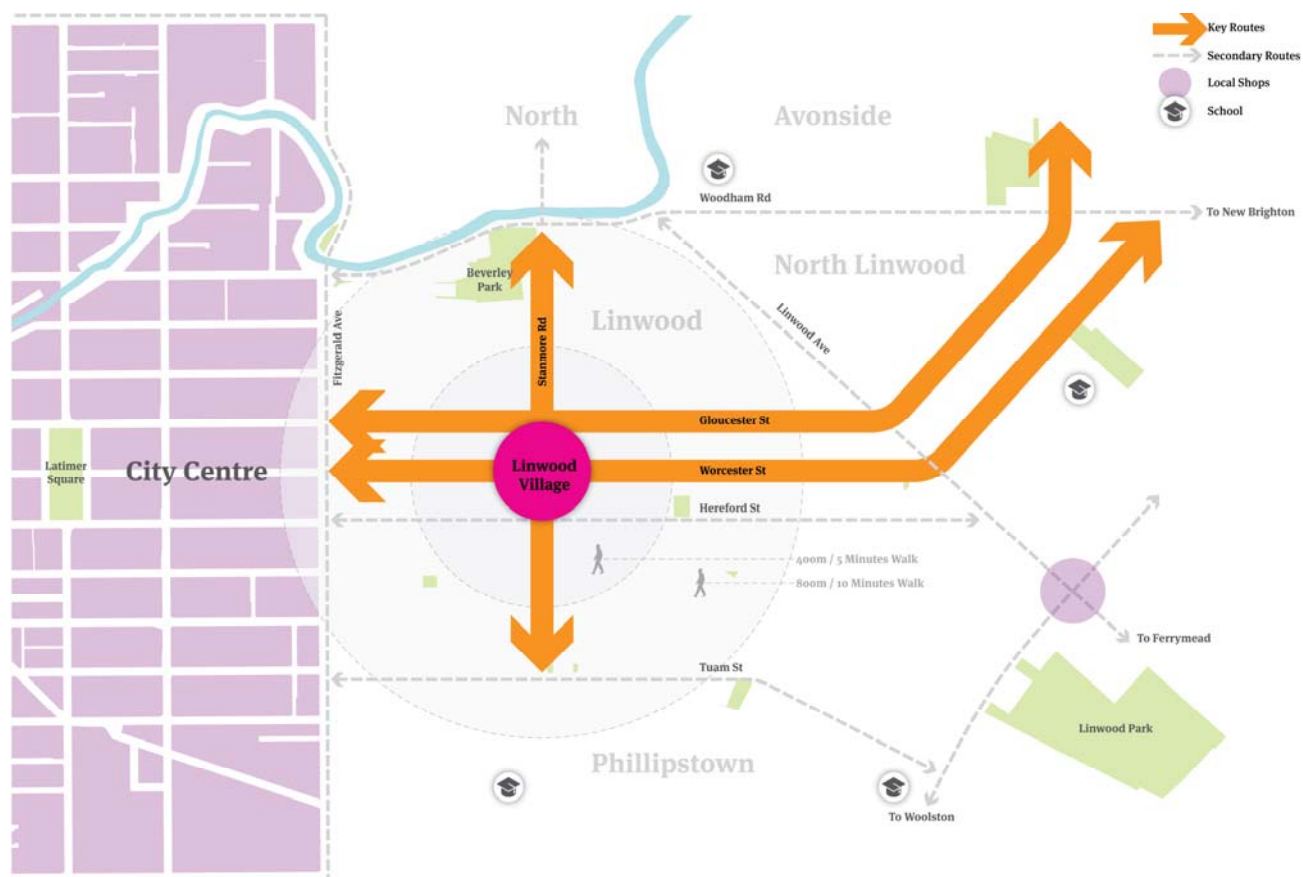 Key Routes
Secondary Routes
Local Shops
School
North
Avonside
Woodham Rd
To New Brighton
Beverley
Park
North Linwood
Linwood
Linwood Ave
Fitzgerald Ave
Stanmore Rd
Gloucester St
Latimer
Square
City Centre
Linwood
Village
Worcester St
Hereford St
400m / 5 Minutes Walk
800m / 10 Minutes Walk
To Ferrymead
Tuam St
Linwood Park
Phillipstown
To Woolston